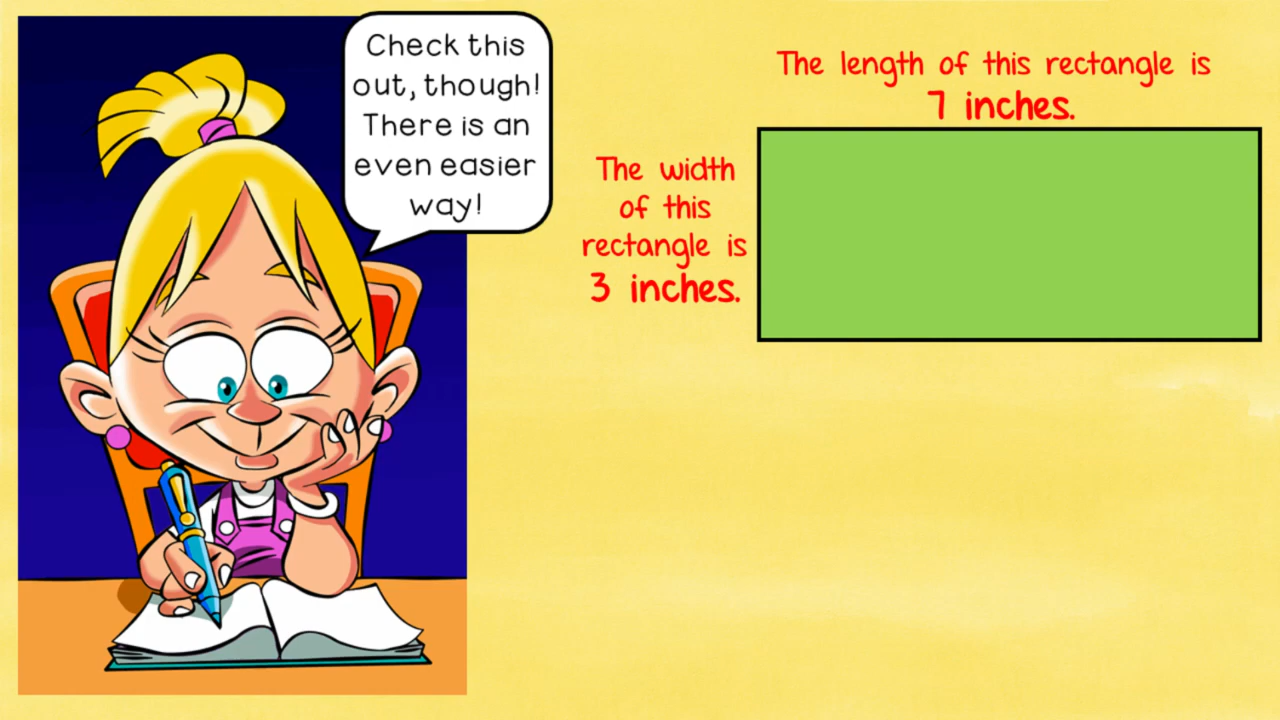 Check this
out, though!
There is an
even easier
way!
The length of this rectangle is
7 inches.
The width
of this
rectangle is
3 inches.